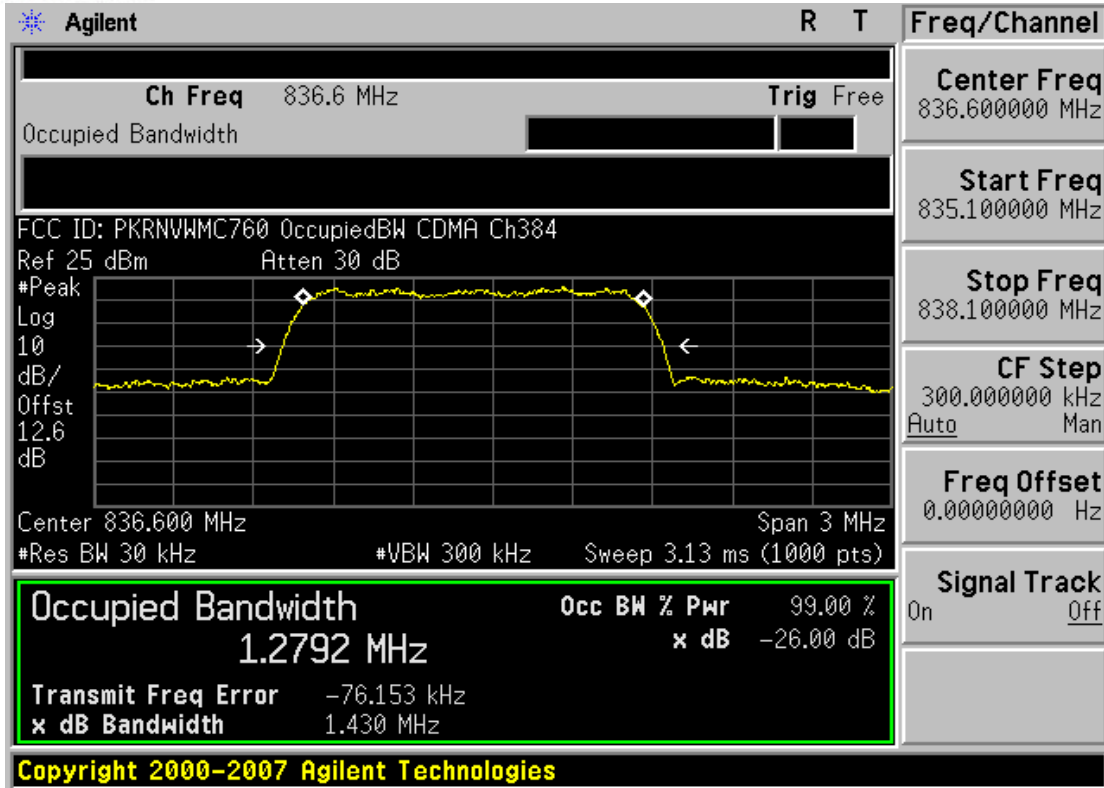 Agilent R T
Freq/Channel
Ch Freq 836.6 MHz Trig Free
Occupied Bandwidth
FCC ID: PKRNVWMC760 OccupiedBW CDMA Ch384
Ref 25 dBm Atten 30 dB
#Peak
Log
10
dB/
Offst
12.6
dB
Center 836.600 MHz Span 3 MHz
#Res BW 30 kHz #VBW 300 kHz Sweep 3.13 ms (1000 pts)
Occupied Bandwidth
1.2792 MHz
Occ BW % Pwr 99.00 %
x dB -26.00 dB
Transmit Freq Error -76.153 kHz
x dB Bandwidth 1.430 MHz
Center Freq
836.600000 MHz
Start Freq
835.100000 MHz
Stop Freq
838.100000 MHz
CF Step
300.000000 kHz
Auto Man
Freq Offset
0.00000000 Hz
Signal Track
On Off
Copyright 2000-2007 Agilent Technologies